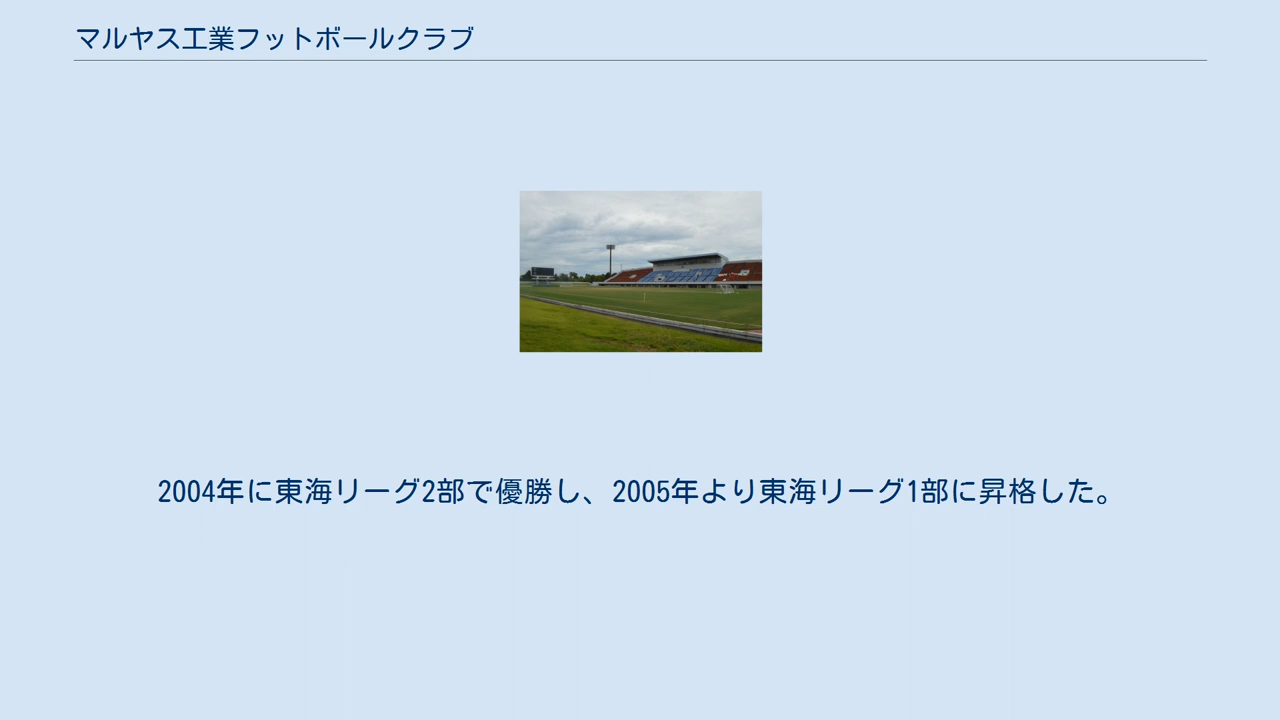 マルヤス工業フットボールクラブ
2004年に東海リーグ2部で優勝し、2005年より東海リーグ1部に昇格した。